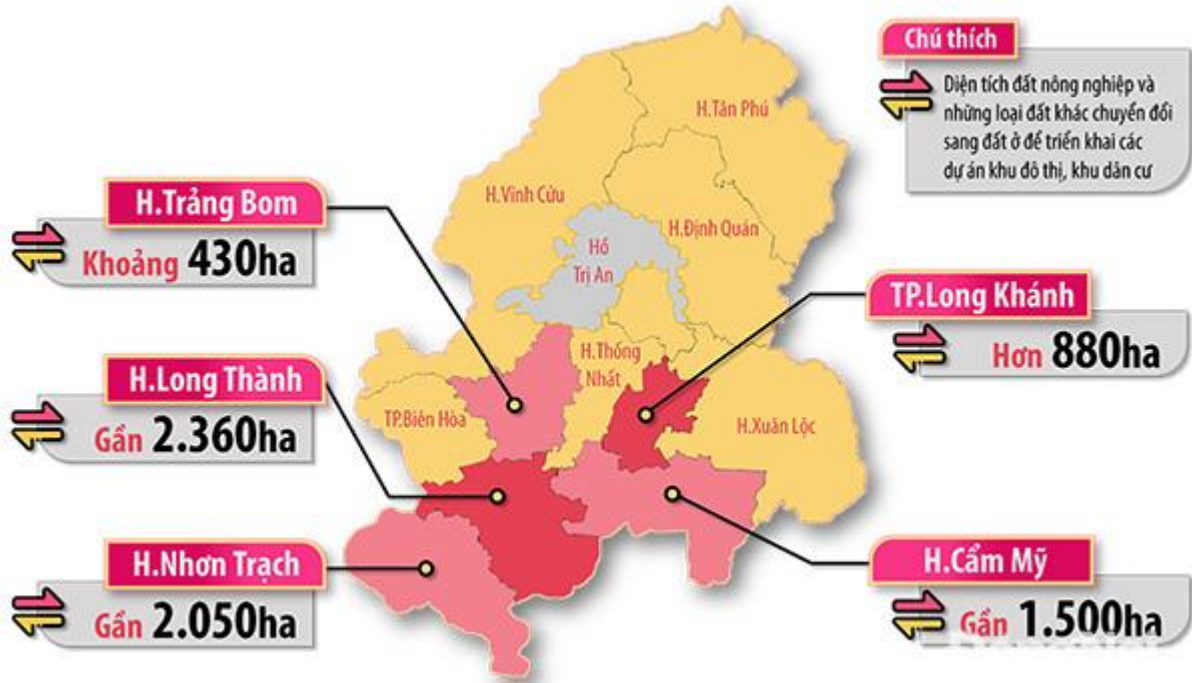 Chú thích
Diện tích đất nông nghiệp và
những loại đất khác chuyển đổi
sang đất ở để triển khai các
dự án khu đô thị, khu dân cư
H.Tân Phú
H.Vĩnh Cửu
H.Định Quán
Hồ
Trị An
H.Trảng Bom
Khoảng 430ha
TP.Long Khánh
Hơn 880ha
H.Thống
Nhất
H.Long Thành
Gần 2.360ha
TP.Biên Hòa
H.Xuân Lộc
H.Nhơn Trạch
Gần 2.050ha
H.Cẩm Mỹ
Gần 1.500ha